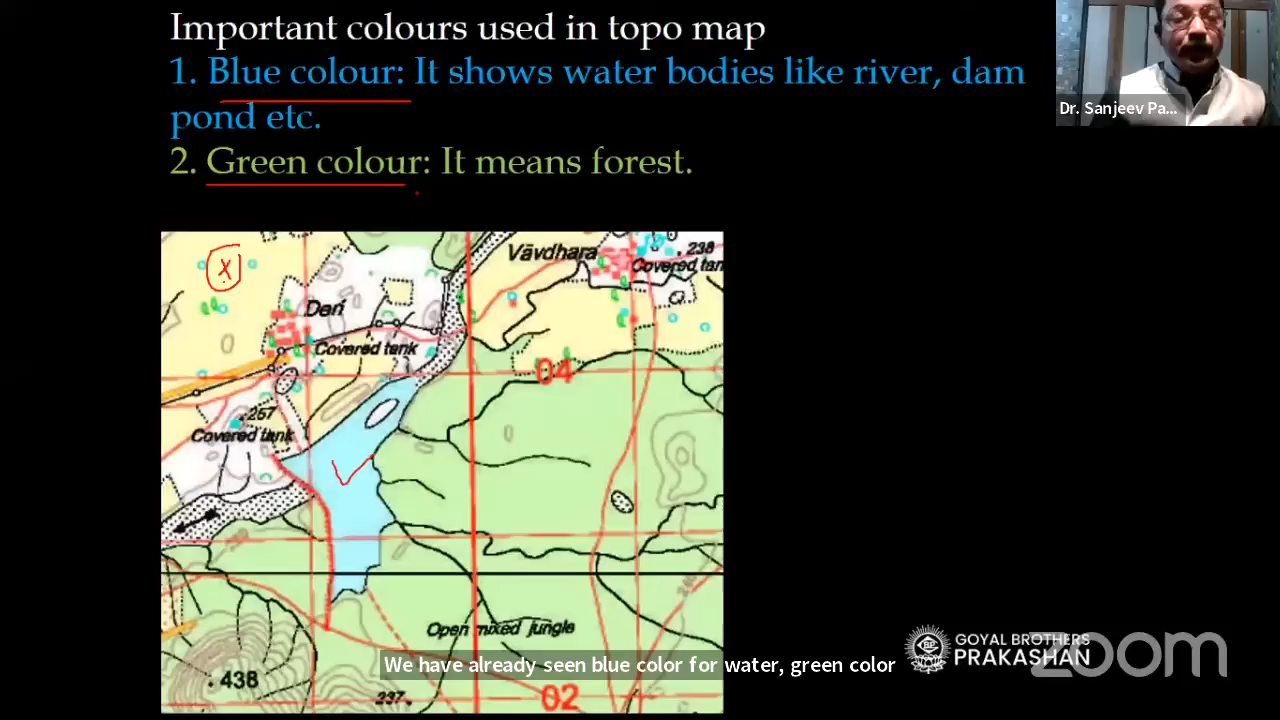 Important colours used in topo map
1. Blue colour: It shows water bodies like river, dam
pond etc.
2. Green colour: It means forest.
Dr. Sanjeev Pa...
X
Vāvdhara
.238
Covered tan
Deri
Covered tank
04
.257
Covered tank
Open mixed jungle
.438
237.
02
We have already seen blue color for water, green color
GOYAL BROTHERS
PRAKASHAN
zoom